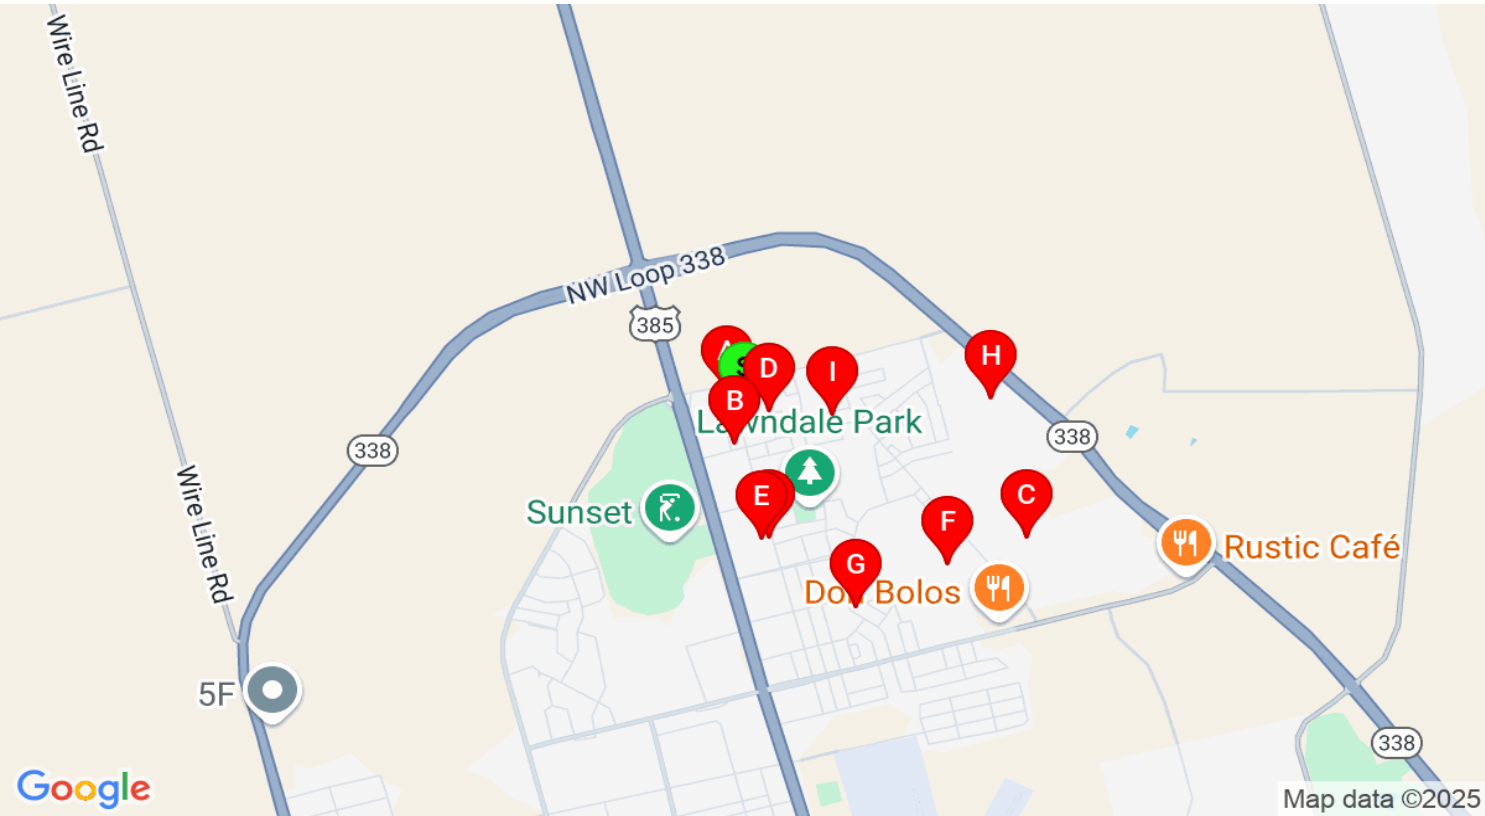 Wire Line Rd
NW Loop 338
385
A
S
D
I
H
B
Lawndale Park
338
338
Wire Line Rd
E
C
Sunset
F
Rustic Café
G
Don Bolos
5F
338
Google
Map data ©2025